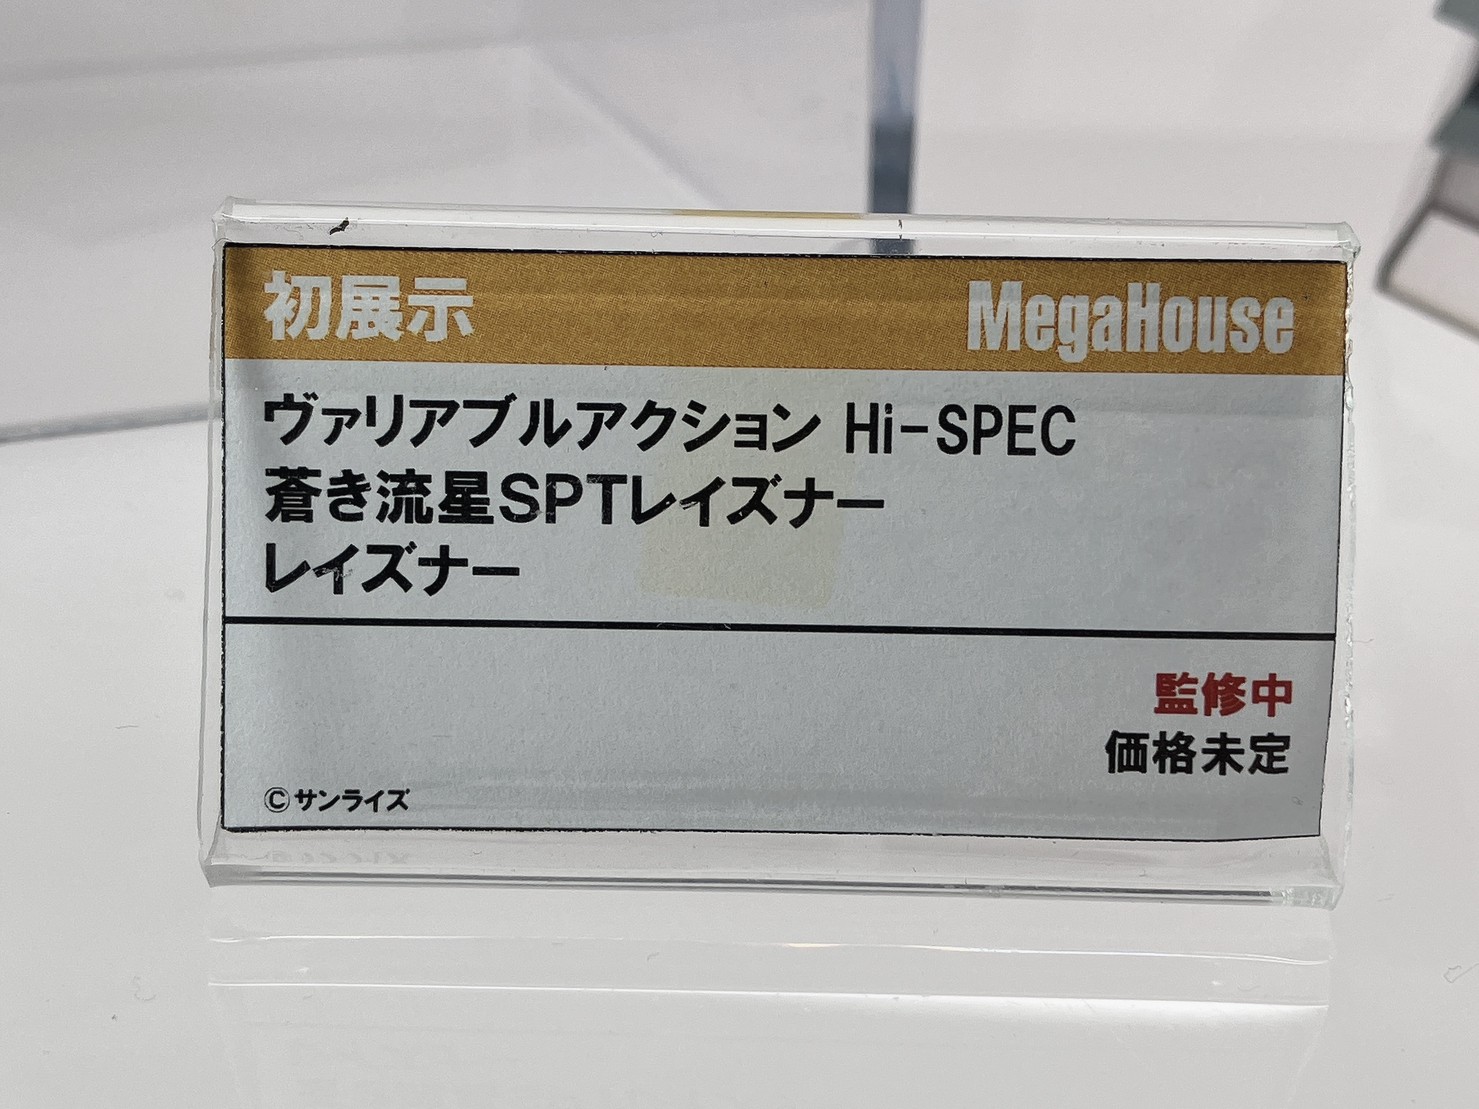 初展示 MegaHouse
ヴァリアブルアクション Hi-SPEC
蒼き流星SPTレイズナー
レイズナー
監修中
価格未定
©サンライズ